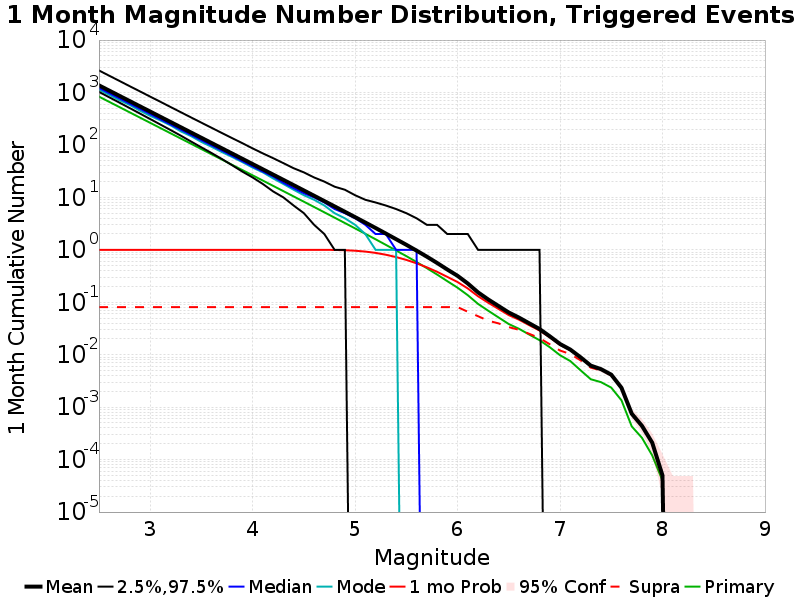 1 Month Magnitude Number Distribution, Triggered Events
1 Month Cumulative Number
10^4
10^3
10^2
10^1
10^0
10^-1
10^-2
10^-3
10^-4
10^-5
3 4 5 6 7 8 9
Magnitude
Mean 2.5%,97.5% Median Mode 1 mo Prob 95% Conf Supra Primary